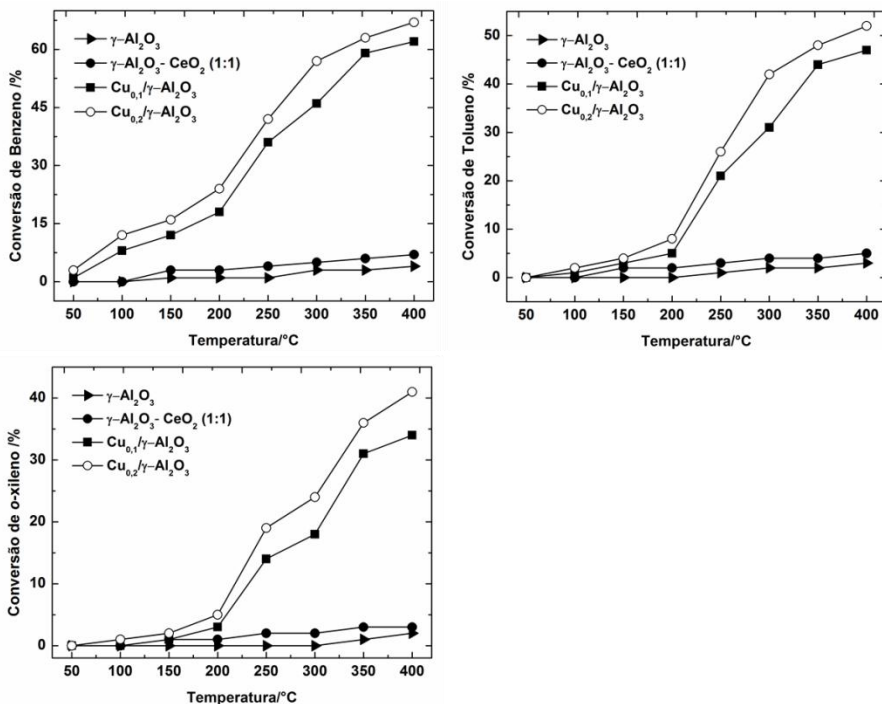 Conversão de Benzeno /%
60
45
30
15
0
γ–Al₂O₃
γ–Al₂O₃- CeO₂ (1:1)
Cu₀,₁/γ–Al₂O₃
Cu₀,₂/γ–Al₂O₃
50 100 150 200 250 300 350 400
Temperatura/°C
Conversão de Tolueno /%
50
40
30
20
10
0
γ–Al₂O₃
γ–Al₂O₃- CeO₂ (1:1)
Cu₀,₁/γ–Al₂O₃
Cu₀,₂/γ–Al₂O₃
50 100 150 200 250 300 350 400
Temperatura/°C
Conversão de o-xileno /%
40
30
20
10
0
γ–Al₂O₃
γ–Al₂O₃- CeO₂ (1:1)
Cu₀,₁/γ–Al₂O₃
Cu₀,₂/γ–Al₂O₃
50 100 150 200 250 300 350 400
Temperatura/°C